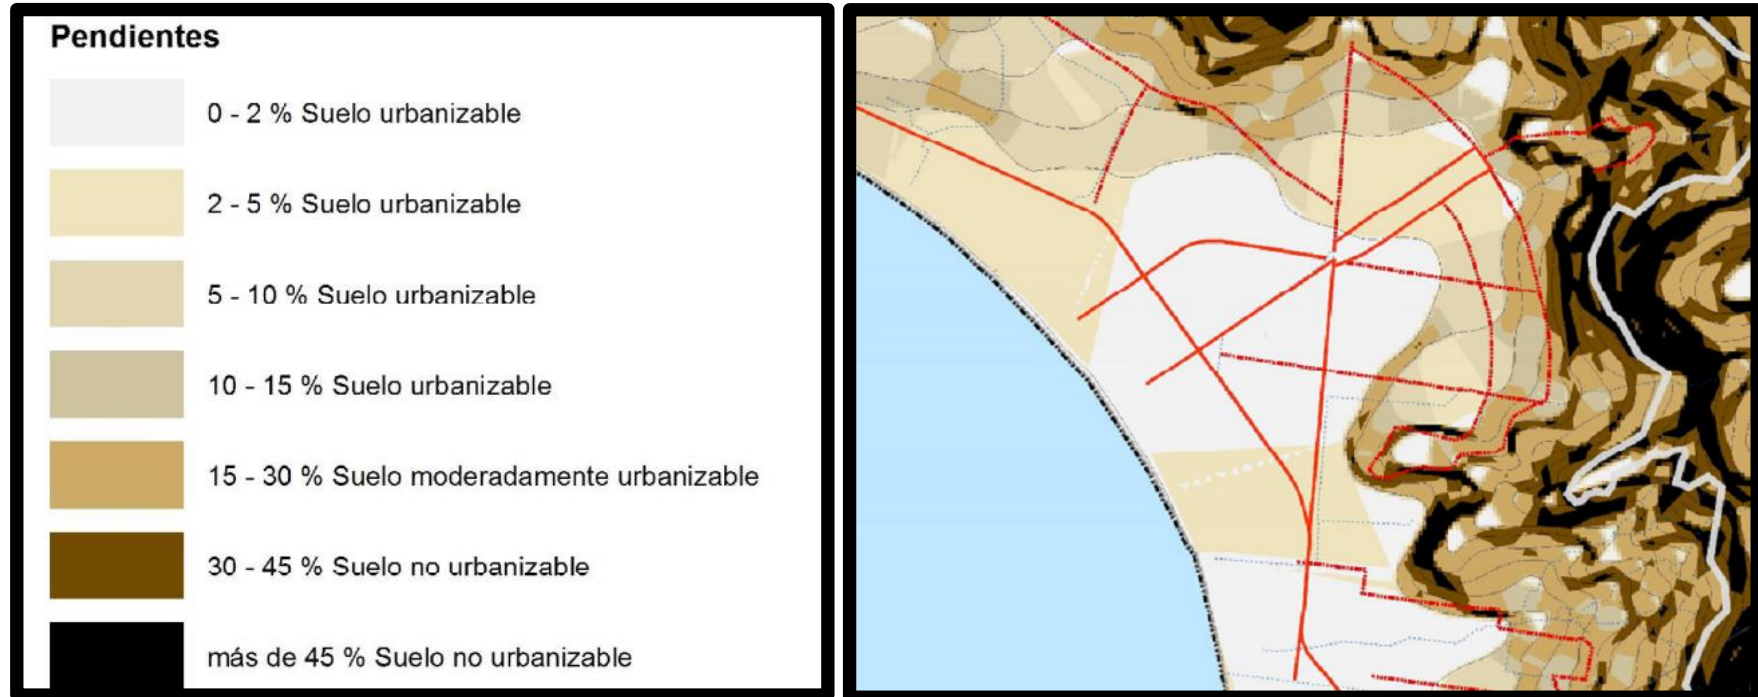 Pendientes
0 - 2 % Suelo urbanizable
2 - 5 % Suelo urbanizable
5 - 10 % Suelo urbanizable
10 - 15 % Suelo urbanizable
15 - 30 % Suelo moderadamente urbanizable
30 - 45 % Suelo no urbanizable
más de 45 % Suelo no urbanizable